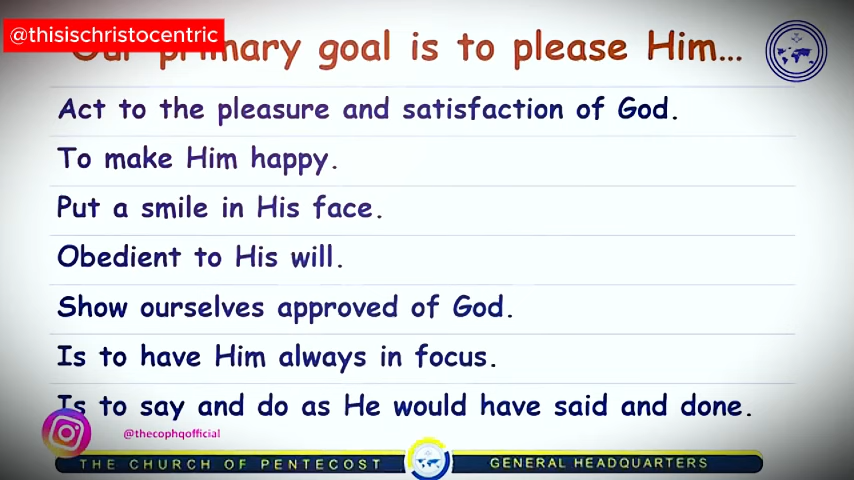 @thisischristocentric
Our primary goal is to please Him...
Act to the pleasure and satisfaction of God.
To make Him happy.
Put a smile in His face.
Obedient to His will.
Show ourselves approved of God.
Is to have Him always in focus.
Is to say and do as He would have said and done.
@thecophqofficial
THE CHURCH OF PENTECOST GENERAL HEADQUARTERS